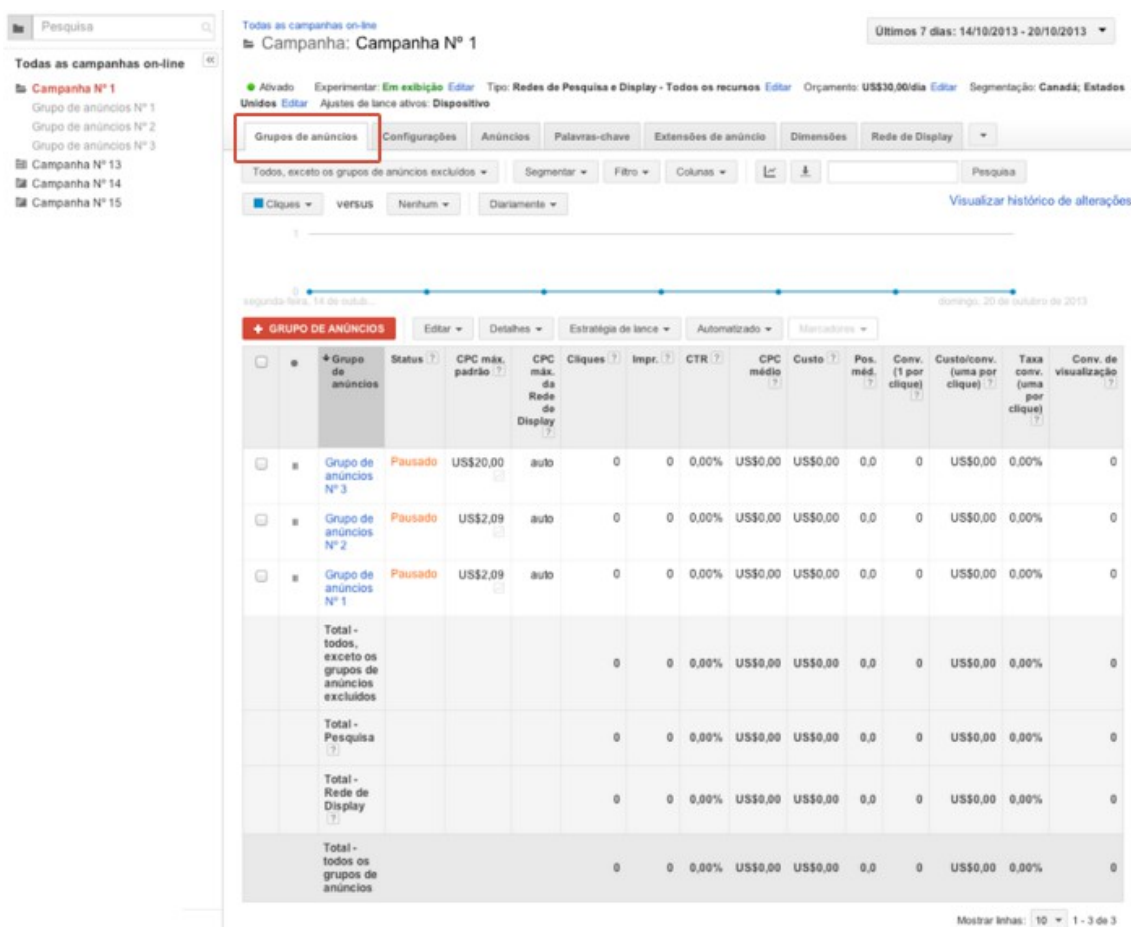 Pesquisa
Todas as campanhas on-line
Campanha Nº 1
Grupo de anúncios Nº 1
Grupo de anúncios Nº 2
Grupo de anúncios Nº 3
Campanha Nº 13
Campanha Nº 14
Campanha Nº 15
Todas as campanhas on-line
Campanha: Campanha Nº 1
Últimos 7 dias: 14/10/2013 - 20/10/2013
Ativado Experimentar: Em exibição Editar Tipo: Redes de Pesquisa e Display - Todos os recursos Editar Orçamento: US$30,00/dia Editar Segmentação: Canadá; Estados
Unidos Editar Ajustes de lance ativos: Dispositivo
Grupos de anúncios Configurações Anúncios Palavras-chave Extensões de anúncio Dimensões Rede de Display
Todos, exceto os grupos de anúncios excluídos Segmentar Filtro Colunas Pesquisa
Cliques versus Nenhum Diariamente Visualizar histórico de alterações
1
0
segunda-feira, 14 de outub... domingo, 20 de outubro de 2013
+ GRUPO DE ANÚNCIOS Editar Detalhes Estratégia de lance Automatizado Marcadores
Grupo de anúncios
Status ?
CPC máx. padrão ?
CPC máx. da Rede de Display ?
Cliques ?
Impr. ?
CTR ?
CPC médio ?
Custo ?
Pos. méd. ?
Conv. (1 por clique) ?
Custo/conv. (uma por clique) ?
Taxa conv. (uma por clique) ?
Conv. de visualização ?
Grupo de anúncios Nº 3 Pausado US$20,00 auto 0 0 0,00% US$0,00 US$0,00 0,0 0 US$0,00 0,00% 0
Grupo de anúncios Nº 2 Pausado US$2,09 auto 0 0 0,00% US$0,00 US$0,00 0,0 0 US$0,00 0,00% 0
Grupo de anúncios Nº 1 Pausado US$2,09 auto 0 0 0,00% US$0,00 US$0,00 0,0 0 US$0,00 0,00% 0
Total - todos, exceto os grupos de anúncios excluídos 0 0 0,00% US$0,00 US$0,00 0,0 0 US$0,00 0,00% 0
Total - Pesquisa ? 0 0 0,00% US$0,00 US$0,00 0,0 0 US$0,00 0,00% 0
Total - Rede de Display ? 0 0 0,00% US$0,00 US$0,00 0,0 0 US$0,00 0,00% 0
Total - todos os grupos de anúncios 0 0 0,00% US$0,00 US$0,00 0,0 0 US$0,00 0,00% 0
Mostrar linhas: 10 1 - 3 de 3